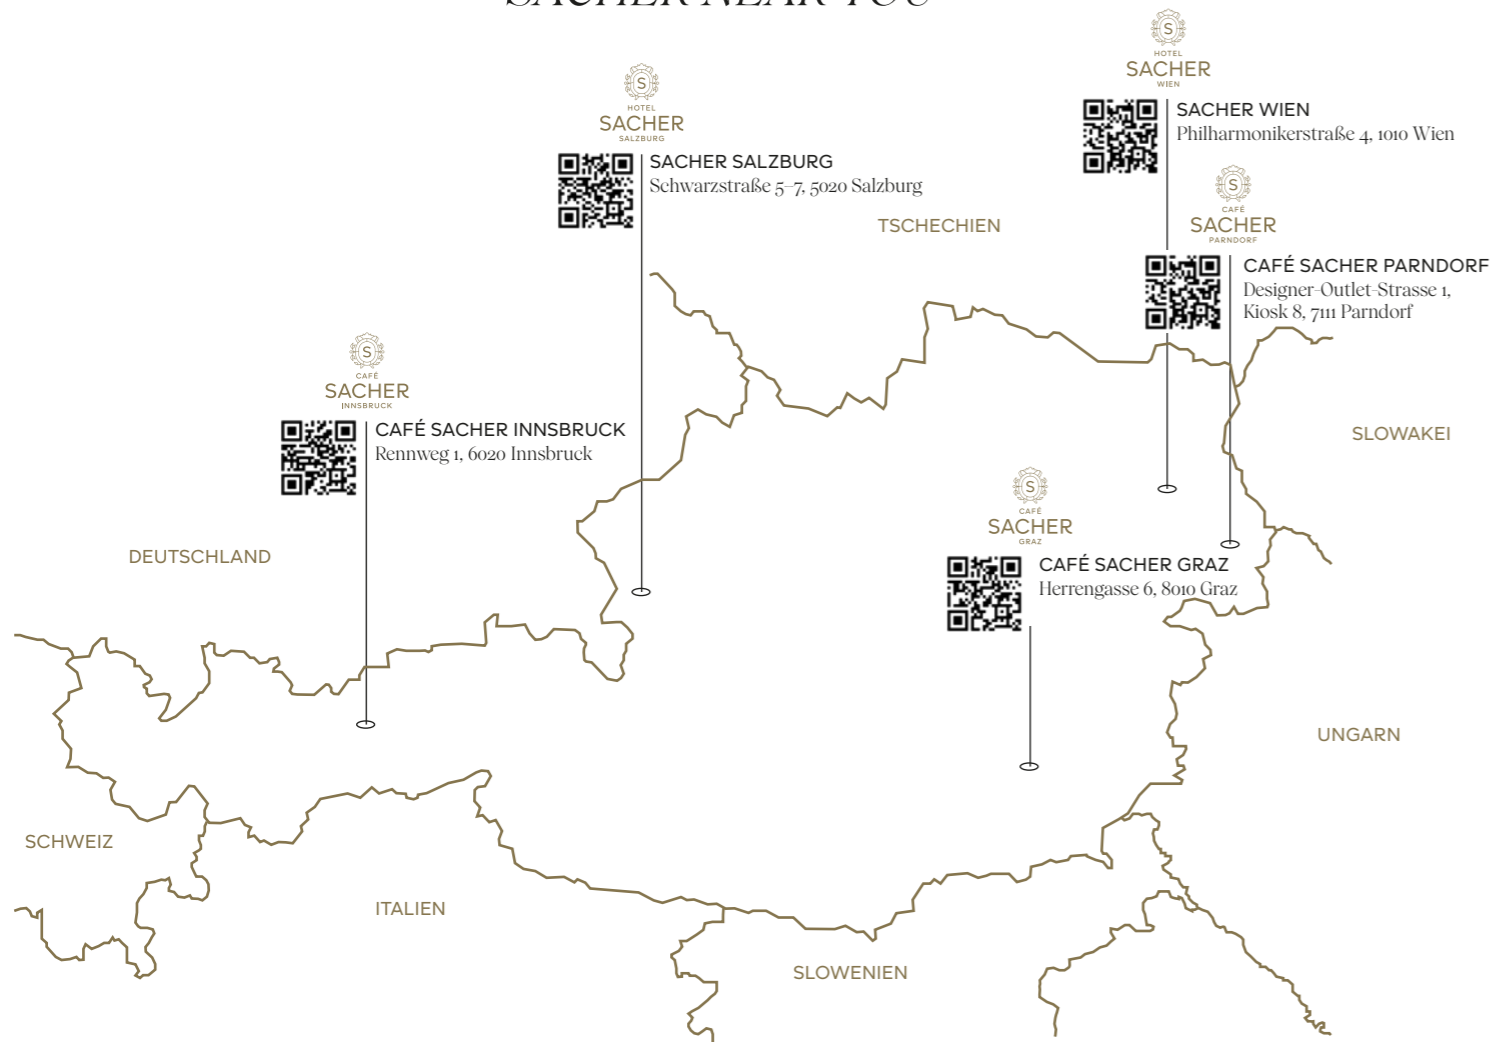 SACHER NEAR YOU
S
HOTEL
SACHER
WIEN
SACHER WIEN
Philharmonikerstraße 4, 1010 Wien
S
HOTEL
SACHER
SALZBURG
SACHER SALZBURG
Schwarzstraße 5–7, 5020 Salzburg
S
CAFÉ
SACHER
PARNDORF
CAFÉ SACHER PARNDORF
Designer-Outlet-Strasse 1,
Kiosk 8, 7111 Parndorf
TSCHECHIEN
S
CAFÉ
SACHER
INNSBRUCK
CAFÉ SACHER INNSBRUCK
Rennweg 1, 6020 Innsbruck
SLOWAKEI
S
CAFÉ
SACHER
GRAZ
CAFÉ SACHER GRAZ
Herrengasse 6, 8010 Graz
DEUTSCHLAND
UNGARN
SCHWEIZ
ITALIEN
SLOWENIEN